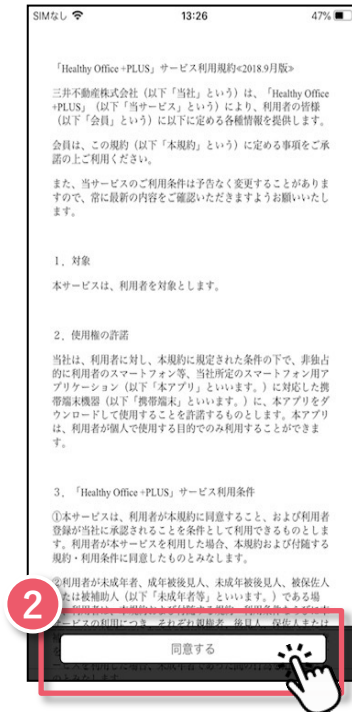 SIMなし 13:26 47%
「Healthy Office +PLUS」サービス利用規約≪2018.9月版≫
三井不動産株式会社（以下「当社」という）は、「Healthy Office
+PLUS」（以下「当サービス」という）により、利用者の皆様
（以下「会員」という）に以下に定める各種情報を提供します。
会員は、この規約（以下「本規約」という）に定める事項をご承
諾の上ご利用ください。
また、当サービスのご利用条件は予告なく変更することがありま
すので、常に最新の内容をご確認いただきますようお願いいたし
ます。
1．対象
本サービスは、利用者を対象とします。
2．使用権の許諾
当社は、利用者に対し、本規約に規定された条件の下で、非独占
的に利用者のスマートフォン等、当社所定のスマートフォン用ア
プリケーション（以下「本アプリ」といいます。）に対応した携
帯端末機器（以下「携帯端末」といいます。）に、本アプリをダ
ウンロードして使用することを許諾するものとします。本アプリ
は、利用者が個人で使用する目的でのみ利用することができま
す。
3．「Healthy Office +PLUS」サービス利用条件
①本サービスは、利用者が本規約に同意すること、および利用者
登録が当社に承認されることを条件として利用できるものとしま
す。利用者が本サービスを利用した場合、本規約および付随する
規約・利用条件に同意したものとみなします。
②利用者が未成年者、成年被後見人、未成年被後見人、被保佐人
たは被補助人（以下「未成年者等」といいます。）である場
2
同意する